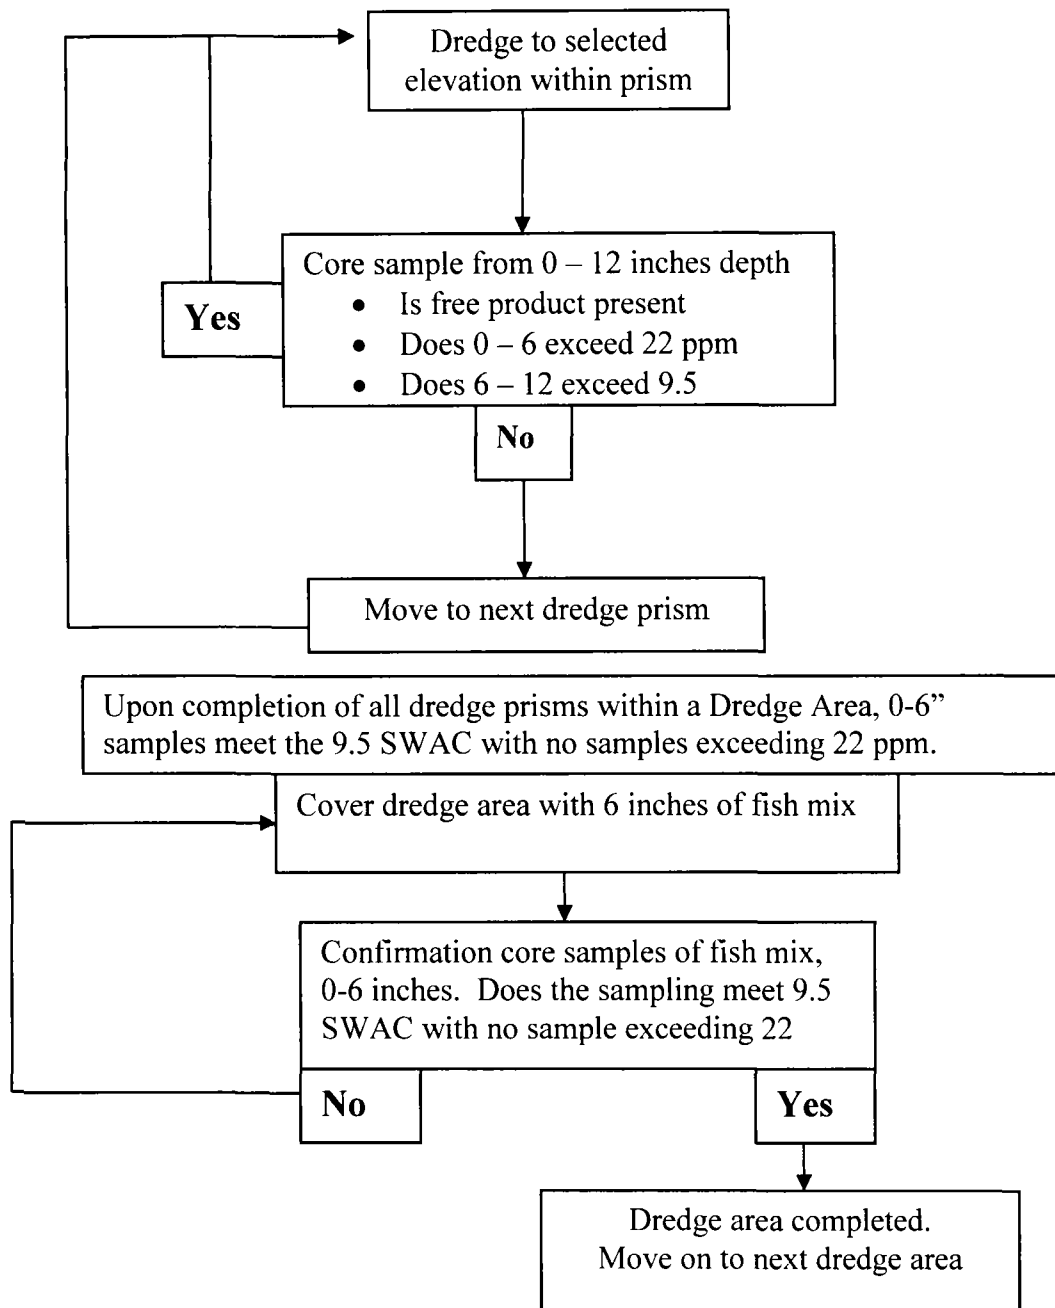 Dredge to selected
elevation within prism
Core sample from 0 – 12 inches depth
• Is free product present
• Does 0 – 6 exceed 22 ppm
• Does 6 – 12 exceed 9.5
Yes
No
Move to next dredge prism
Upon completion of all dredge prisms within a Dredge Area, 0-6”
samples meet the 9.5 SWAC with no samples exceeding 22 ppm.
Cover dredge area with 6 inches of fish mix
Confirmation core samples of fish mix,
0-6 inches.  Does the sampling meet 9.5
SWAC with no sample exceeding 22
No
Yes
Dredge area completed.
Move on to next dredge area